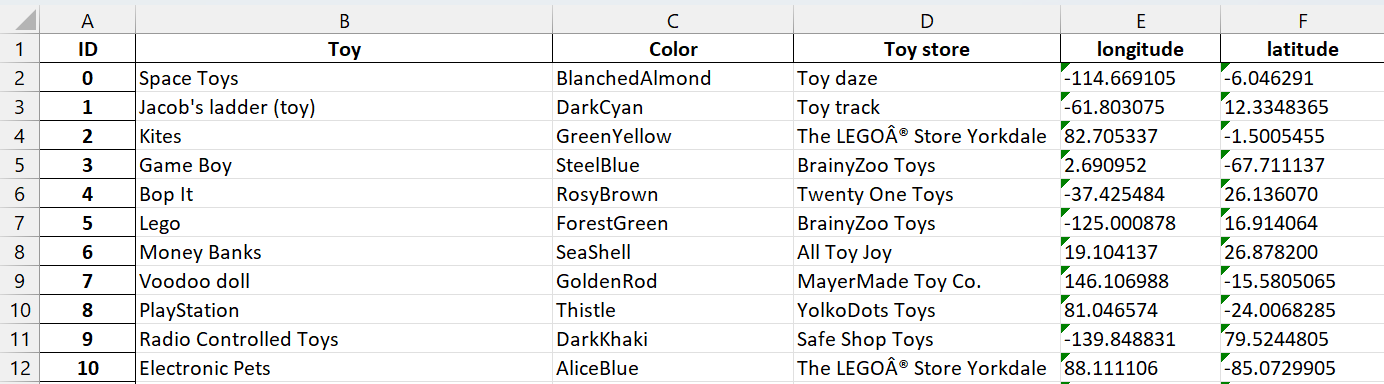 A B C D E F
1 ID Toy Color Toy store longitude latitude
2 0 Space Toys BlanchedAlmond Toy daze -114.669105 -6.046291
3 1 Jacob's ladder (toy) DarkCyan Toy track -61.803075 12.3348365
4 2 Kites GreenYellow The LEGOÂ® Store Yorkdale 82.705337 -1.5005455
5 3 Game Boy SteelBlue BrainyZoo Toys 2.690952 -67.711137
6 4 Bop It RosyBrown Twenty One Toys -37.425484 26.136070
7 5 Lego ForestGreen BrainyZoo Toys -125.000878 16.914064
8 6 Money Banks SeaShell All Toy Joy 19.104137 26.878200
9 7 Voodoo doll GoldenRod MayerMade Toy Co. 146.106988 -15.5805065
10 8 PlayStation Thistle YolkoDots Toys 81.046574 -24.0068285
11 9 Radio Controlled Toys DarkKhaki Safe Shop Toys -139.848831 79.5244805
12 10 Electronic Pets AliceBlue The LEGOÂ® Store Yorkdale 88.111106 -85.0729905